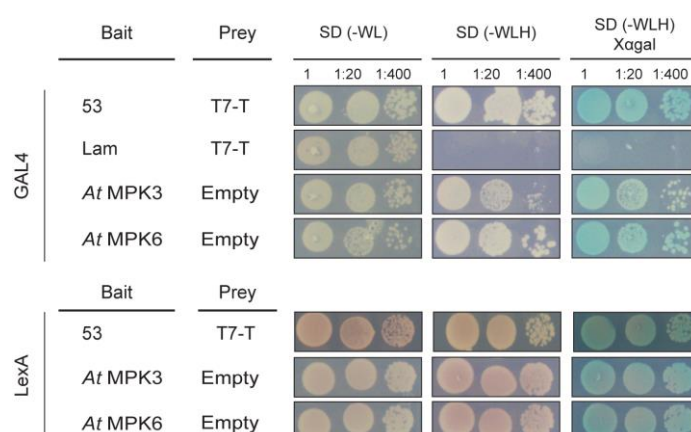 Bait Prey SD (-WL) SD (-WLH) SD (-WLH) Xαgal
1 1:20 1:400 1 1:20 1:400 1 1:20 1:400
GAL4
53 T7-T
Lam T7-T
At MPK3 Empty
At MPK6 Empty
Bait Prey
LexA
53 T7-T
At MPK3 Empty
At MPK6 Empty